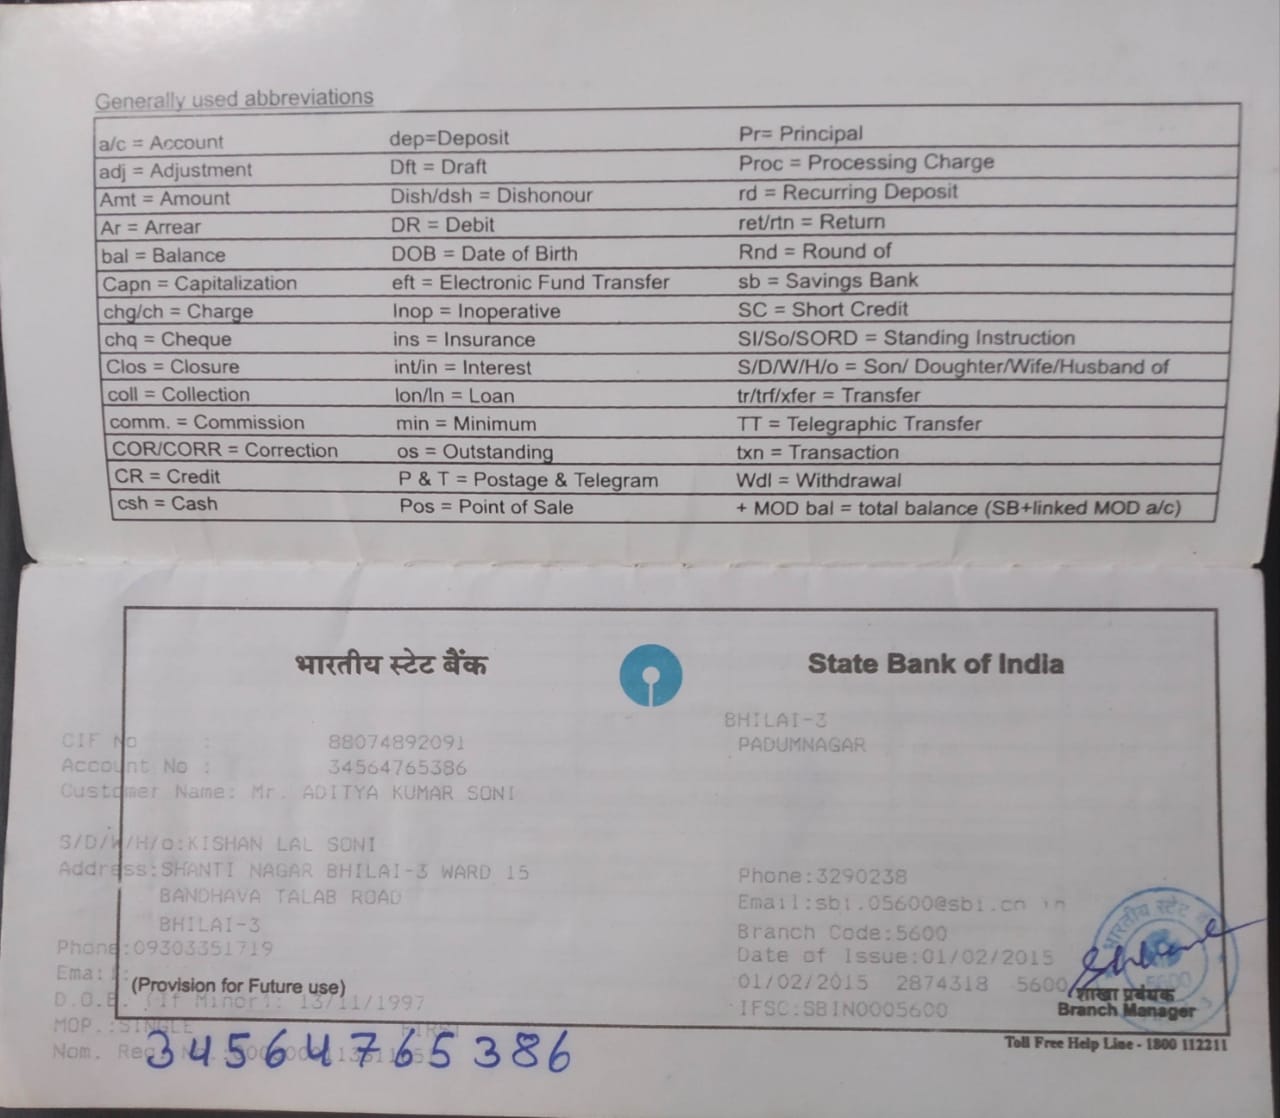 Generally used abbreviations
a/c = Account dep=Deposit Pr= Principal
adj = Adjustment Dft = Draft Proc = Processing Charge
Amt = Amount Dish/dsh = Dishonour rd = Recurring Deposit
Ar = Arrear DR = Debit ret/rtn = Return
bal = Balance DOB = Date of Birth Rnd = Round of
Capn = Capitalization eft = Electronic Fund Transfer sb = Savings Bank
chg/ch = Charge Inop = Inoperative SC = Short Credit
chq = Cheque ins = Insurance SI/So/SORD = Standing Instruction
Clos = Closure int/in = Interest S/D/W/H/o = Son/ Doughter/Wife/Husband of
coll = Collection lon/ln = Loan tr/trf/xfer = Transfer
comm. = Commission min = Minimum TT = Telegraphic Transfer
COR/CORR = Correction os = Outstanding txn = Transaction
CR = Credit P & T = Postage & Telegram Wdl = Withdrawal
csh = Cash Pos = Point of Sale + MOD bal = total balance (SB+linked MOD a/c)
भारतीय स्टेट बैंक State Bank of India
BHILAI-3
CIF No : 88074892091 PADUMNAGAR
Account No : 34564765386
Customer Name: Mr. ADITYA KUMAR SONI
S/D/W/H/o:KISHAN LAL SONI
Address:SHANTI NAGAR BHILAI-3 WARD 15 Phone:3290238
BANDHAVA TALAB ROAD Email:sbi.05600@sbi.co in
BHILAI-3 Branch Code:5600
Phone:09303351719 Date of Issue:01/02/2015
Email:
(Provision for Future use) 01/02/2015 2874318 5600
D.O.B. (If Minor): 13/11/1997 शाखा प्रबंधक
IFSC:SBIN0005600 Branch Manager
MOP.:SINGLE
Toll Free Help Line - 1800 112211
Nom. Reg. No.:
34564765386
भारतीय स्टेट
5600